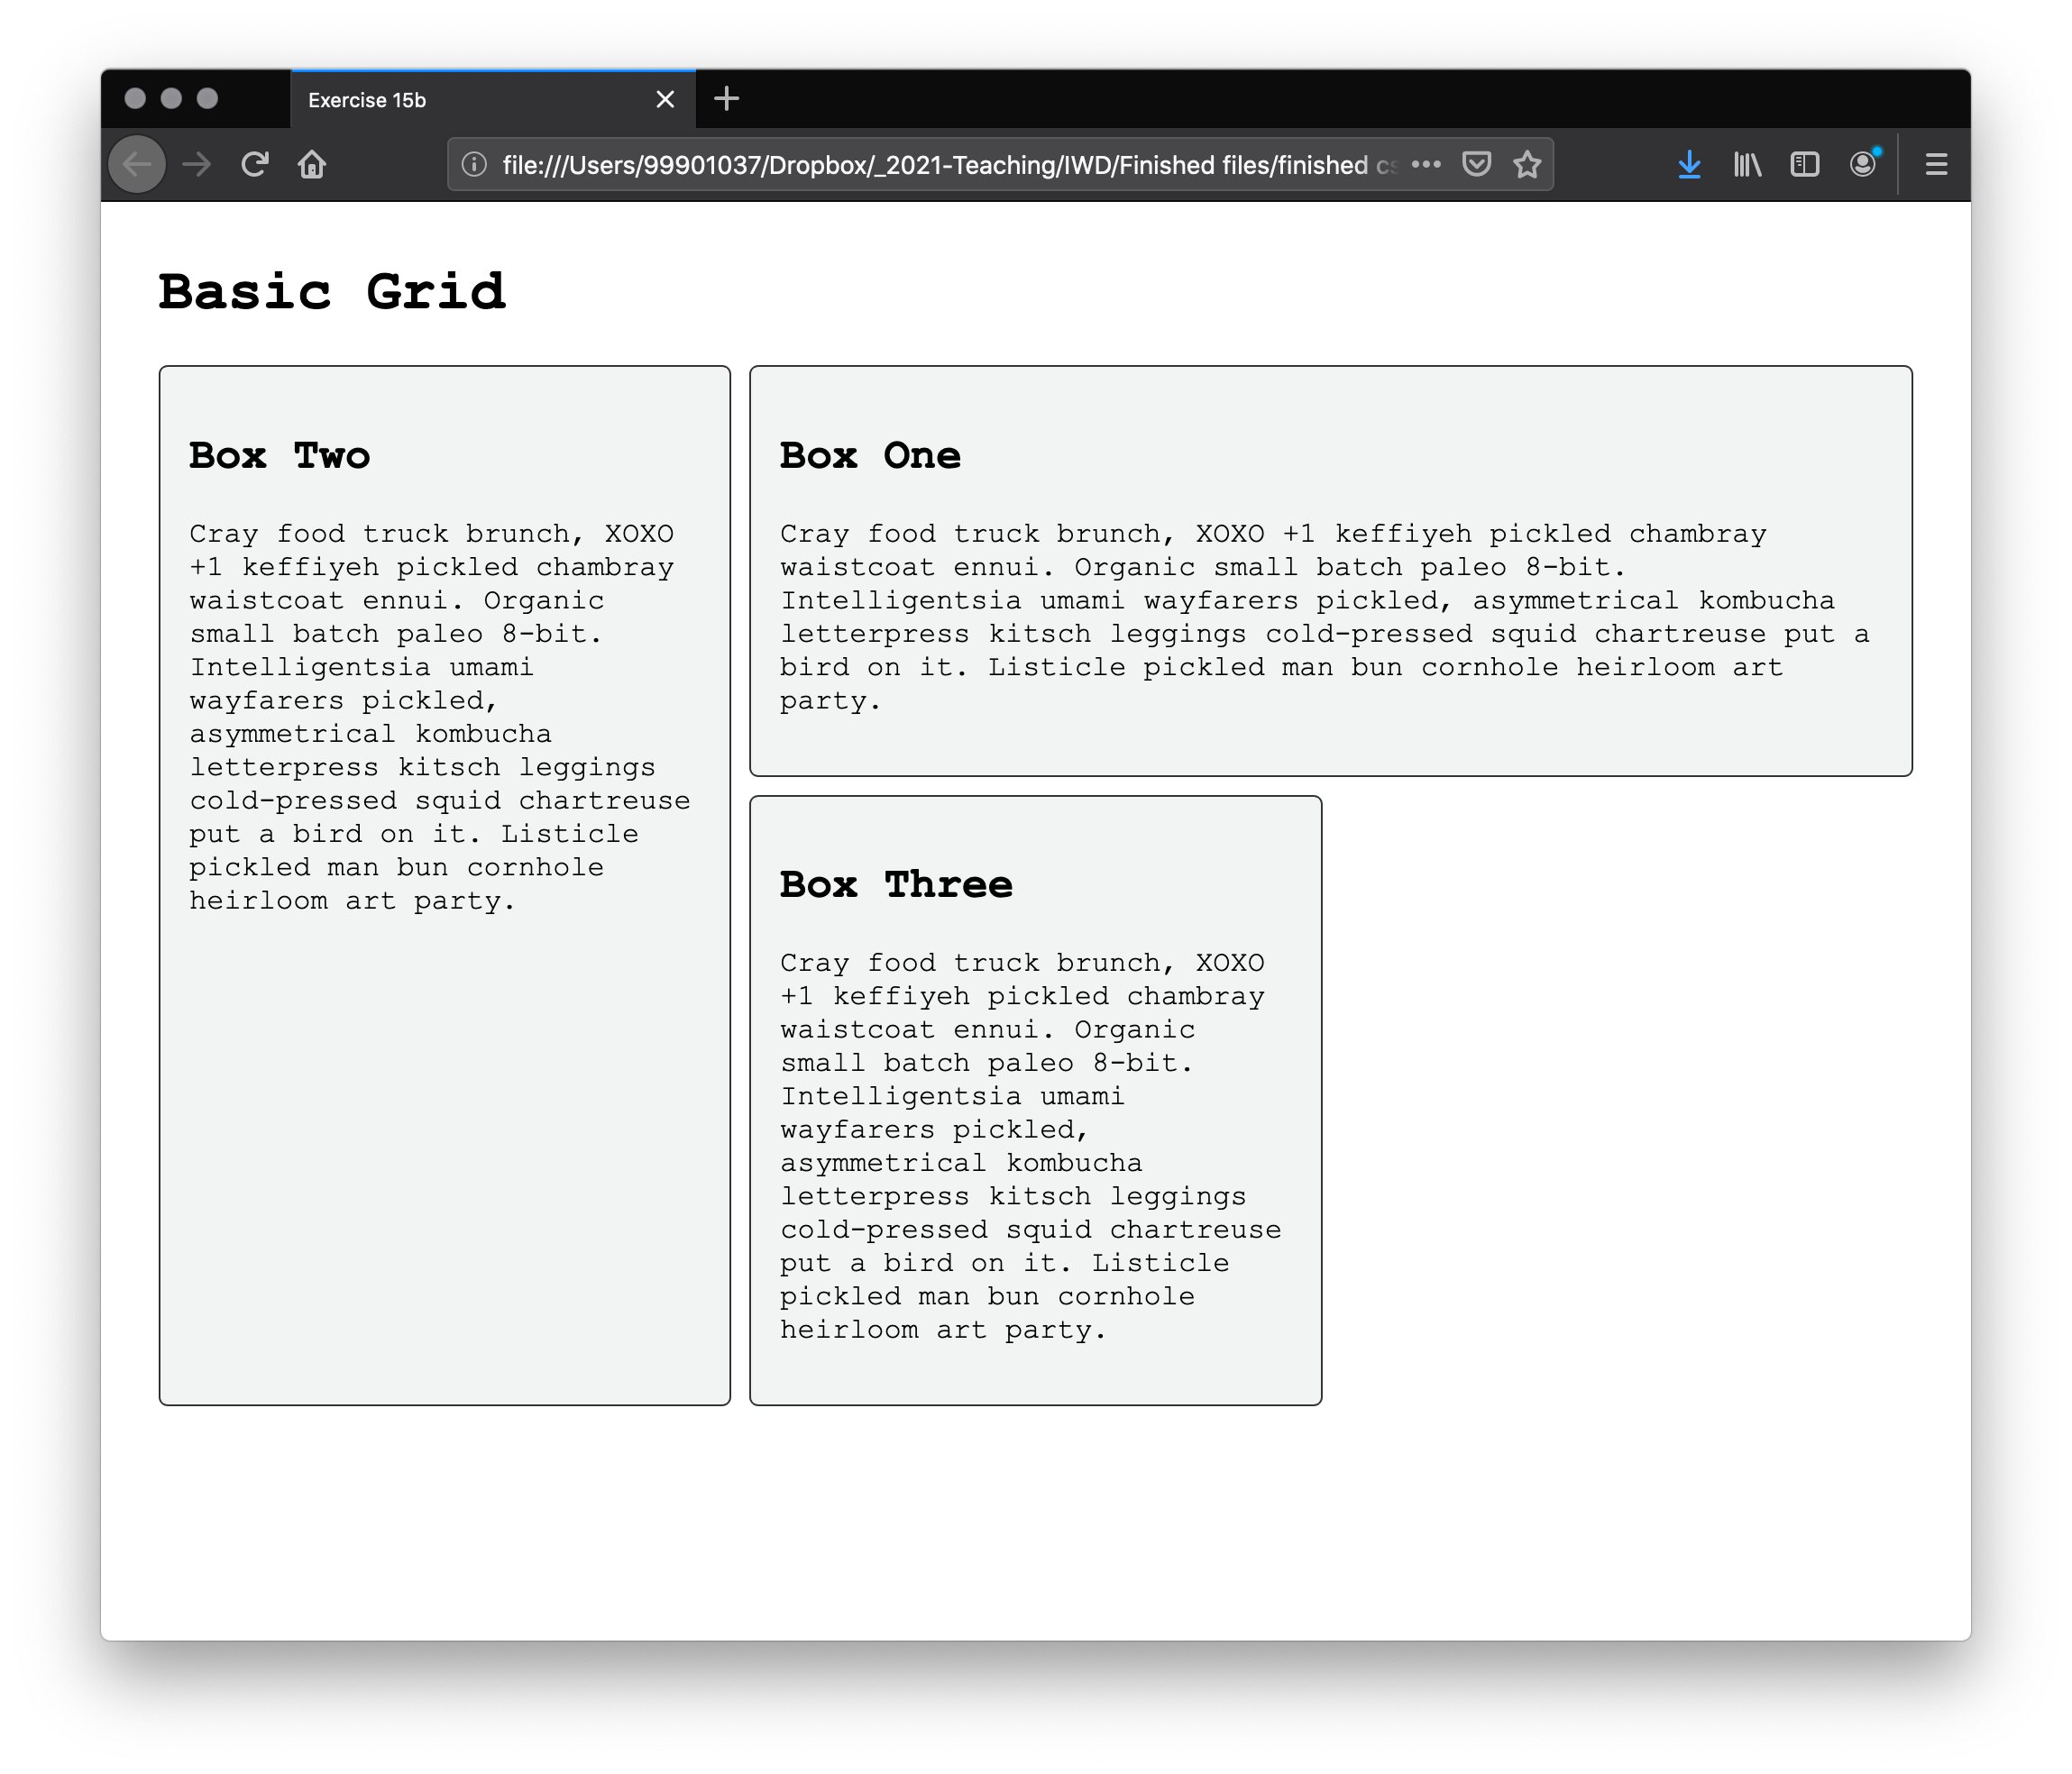 Exercise 15b
file:///Users/99901037/Dropbox/_2021-Teaching/IWD/Finished files/finished cs
Basic Grid
Box Two
Cray food truck brunch, XOXO
+1 keffiyeh pickled chambray
waistcoat ennui. Organic
small batch paleo 8-bit.
Intelligentsia umami
wayfarers pickled,
asymmetrical kombucha
letterpress kitsch leggings
cold-pressed squid chartreuse
put a bird on it. Listicle
pickled man bun cornhole
heirloom art party.
Box One
Cray food truck brunch, XOXO +1 keffiyeh pickled chambray
waistcoat ennui. Organic small batch paleo 8-bit.
Intelligentsia umami wayfarers pickled, asymmetrical kombucha
letterpress kitsch leggings cold-pressed squid chartreuse put a
bird on it. Listicle pickled man bun cornhole heirloom art
party.
Box Three
Cray food truck brunch, XOXO
+1 keffiyeh pickled chambray
waistcoat ennui. Organic
small batch paleo 8-bit.
Intelligentsia umami
wayfarers pickled,
asymmetrical kombucha
letterpress kitsch leggings
cold-pressed squid chartreuse
put a bird on it. Listicle
pickled man bun cornhole
heirloom art party.